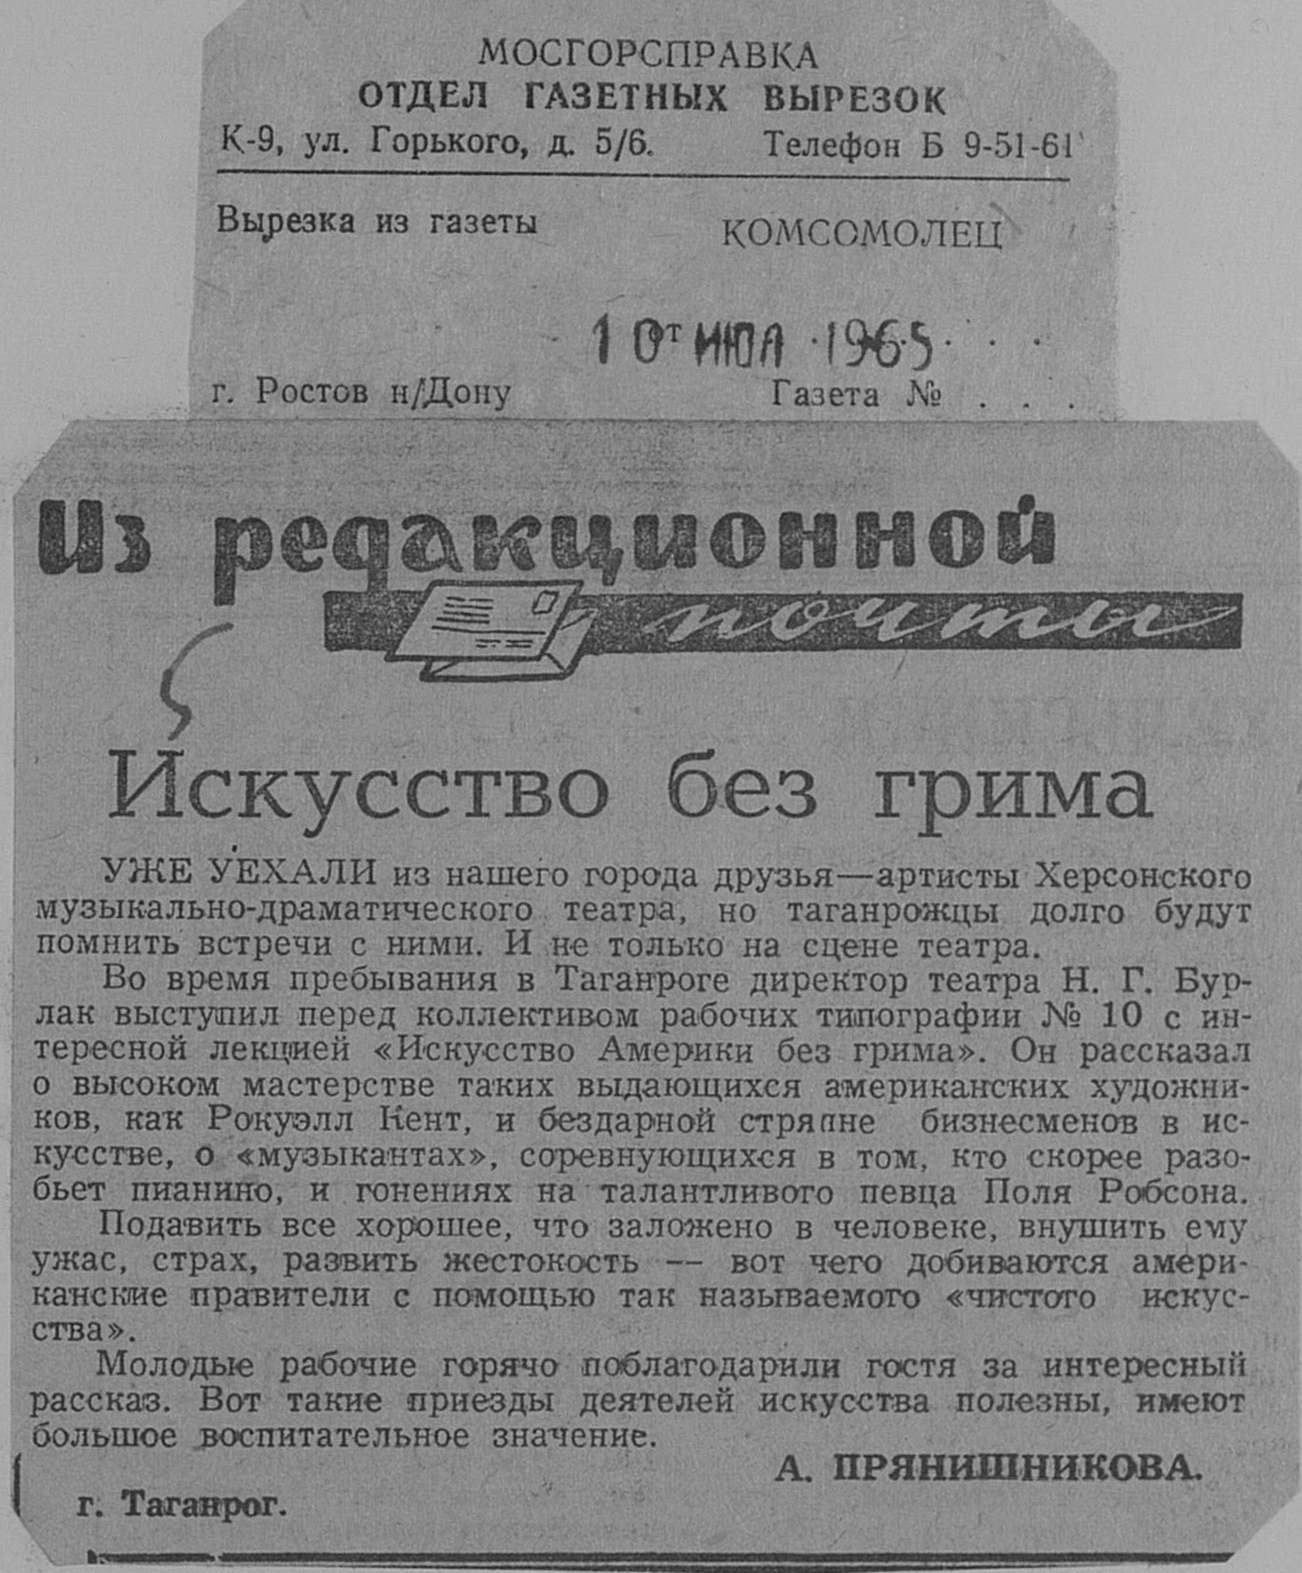 МОСГОРСПРАВКА
ОТДЕЛ ГАЗЕТНЫХ ВЫРЕЗОК
К-9, ул. Горького, д. 5/6. Телефон Б 9-51-61
Вырезка из газеты КОМСОМОЛЕЦ
10 от ИЮЛ 1965 . . .
г. Ростов н/Дону Газета № . . .
Из редакционной
почты
Искусство без грима
УЖЕ УЕХАЛИ из нашего города друзья—артисты Херсонского
музыкально-драматического театра, но таганрожцы долго будут
помнить встречи с ними. И не только на сцене театра.
Во время пребывания в Таганроге директор театра Н. Г. Бур-
лак выступил перед коллективом рабочих типографии № 10 с ин-
тересной лекцией «Искусство Америки без грима». Он рассказал
о высоком мастерстве таких выдающихся американских художни-
ков, как Рокуэлл Кент, и бездарной стряпне бизнесменов в ис-
кусстве, о «музыкантах», соревнующихся в том, кто скорее разо-
бьет пианино, и гонениях на талантливого певца Поля Робсона.
Подавить все хорошее, что заложено в человеке, внушить ему
ужас, страх, развить жестокость — вот чего добиваются амери-
канские правители с помощью так называемого «чистого искус-
ства».
Молодые рабочие горячо поблагодарили гостя за интересный
рассказ. Вот такие приезды деятелей искусства полезны, имеют
большое воспитательное значение.
А. ПРЯНИШНИКОВА.
г. Таганрог.